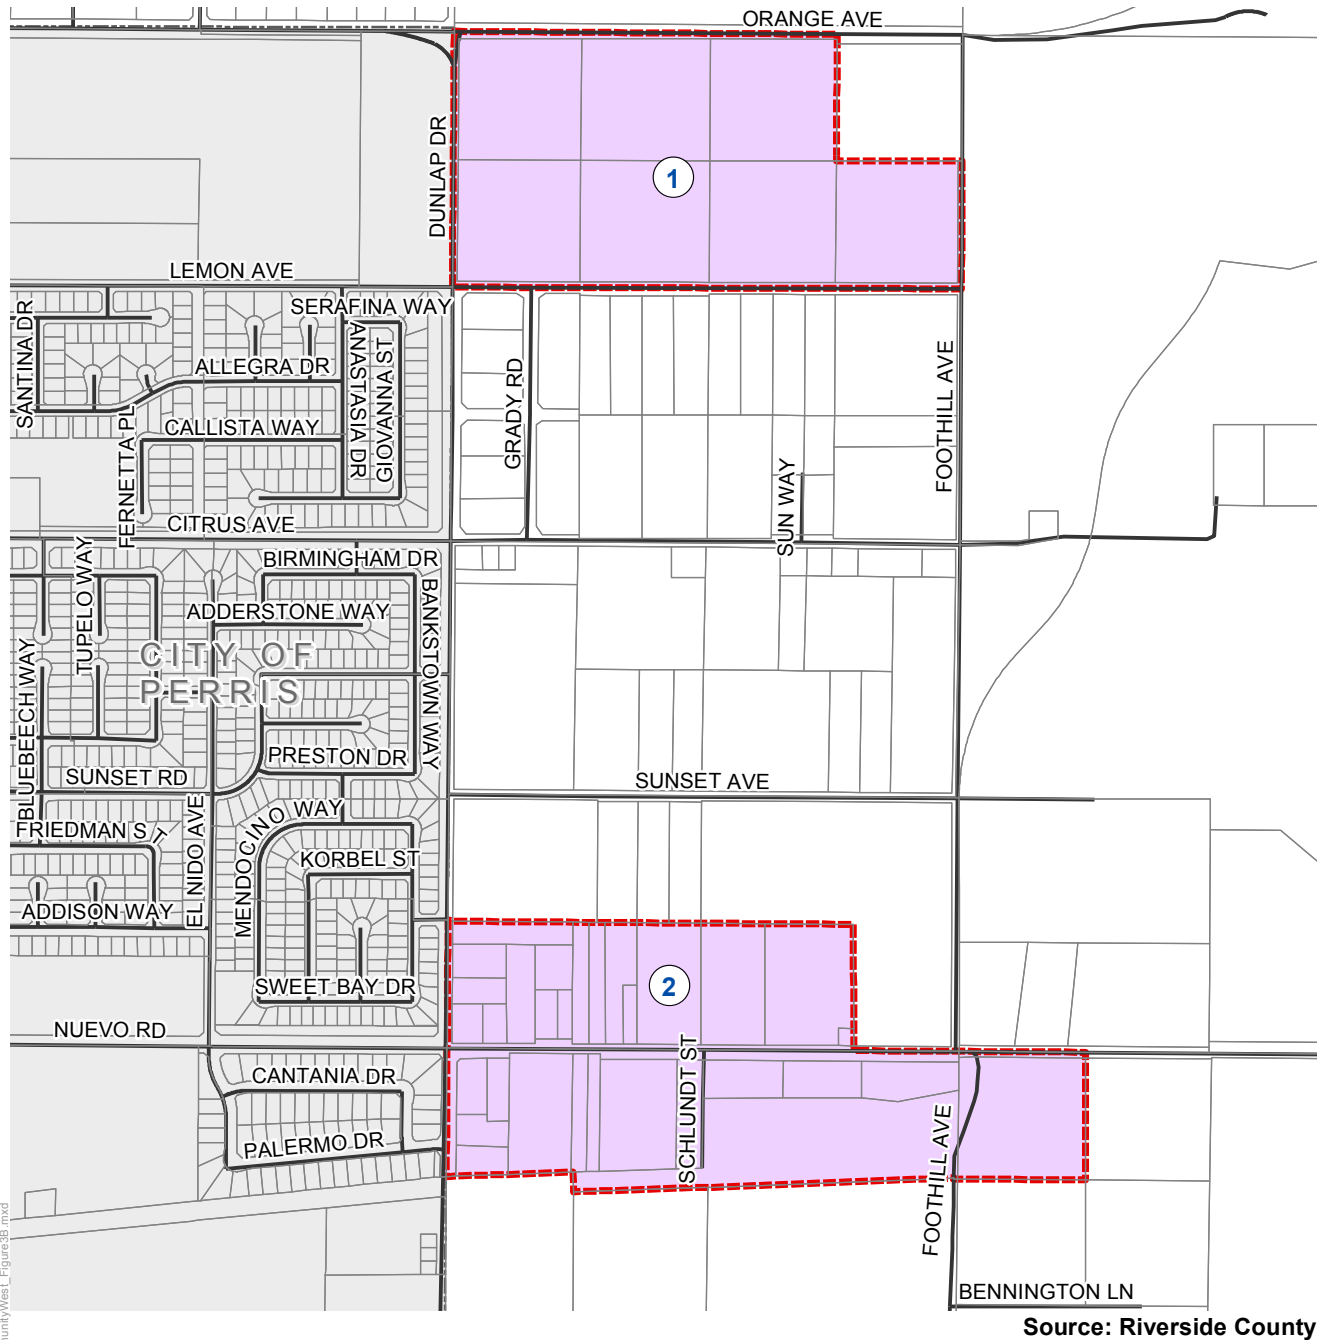 ORANGE AVE
DUNLAP DR
1
LEMON AVE
SERAFINA WAY
SANTINA DR
ANASTASIA DR
GIOVANNA ST
ALLEGRA DR
GRADY RD
FOOTHILL AVE
CALLISTA WAY
FERNETTA PL
SUN WAY
CITRUS AVE
TUPELO WAY
BIRMINGHAM DR
BANKSTOWN WAY
ADDERSTONE WAY
CITY OF
PERRIS
BLUEBEECH WAY
PRESTON DR
SUNSET RD
SUNSET AVE
EL NIDO AVE
MENDOCINO WAY
FRIEDMAN ST
KORBEL ST
ADDISON WAY
2
SWEET BAY DR
NUEVO RD
SCHLUNDT ST
CANTANIA DR
FOOTHILL AVE
PALERMO DR
BENNINGTON LN
unityWest_Figure3B.mxd
Source: Riverside County